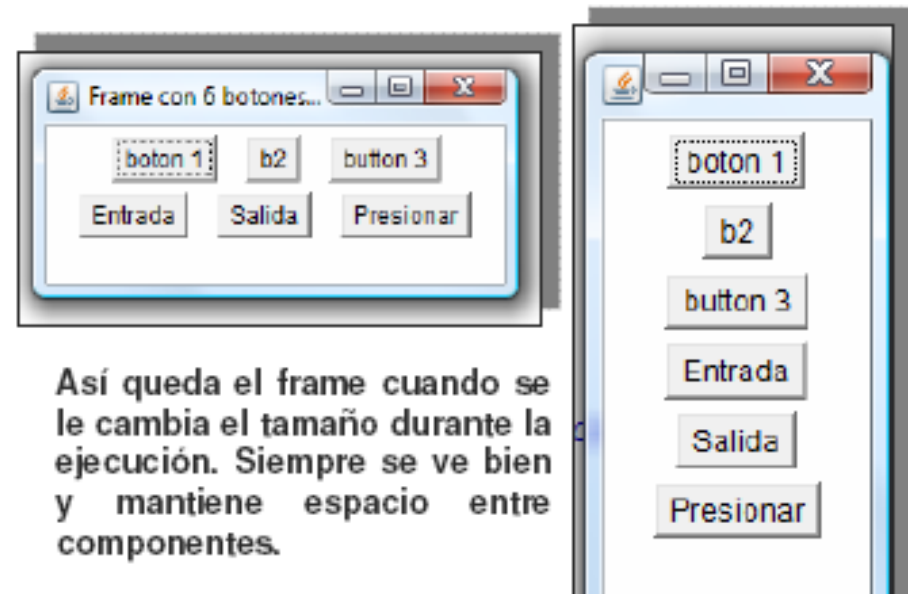 Frame con 6 botones...
boton 1 b2 button 3
Entrada Salida Presionar
Así queda el frame cuando se
le cambia el tamaño durante la
ejecución. Siempre se ve bien
y mantiene espacio entre
componentes.
boton 1
b2
button 3
Entrada
Salida
Presionar